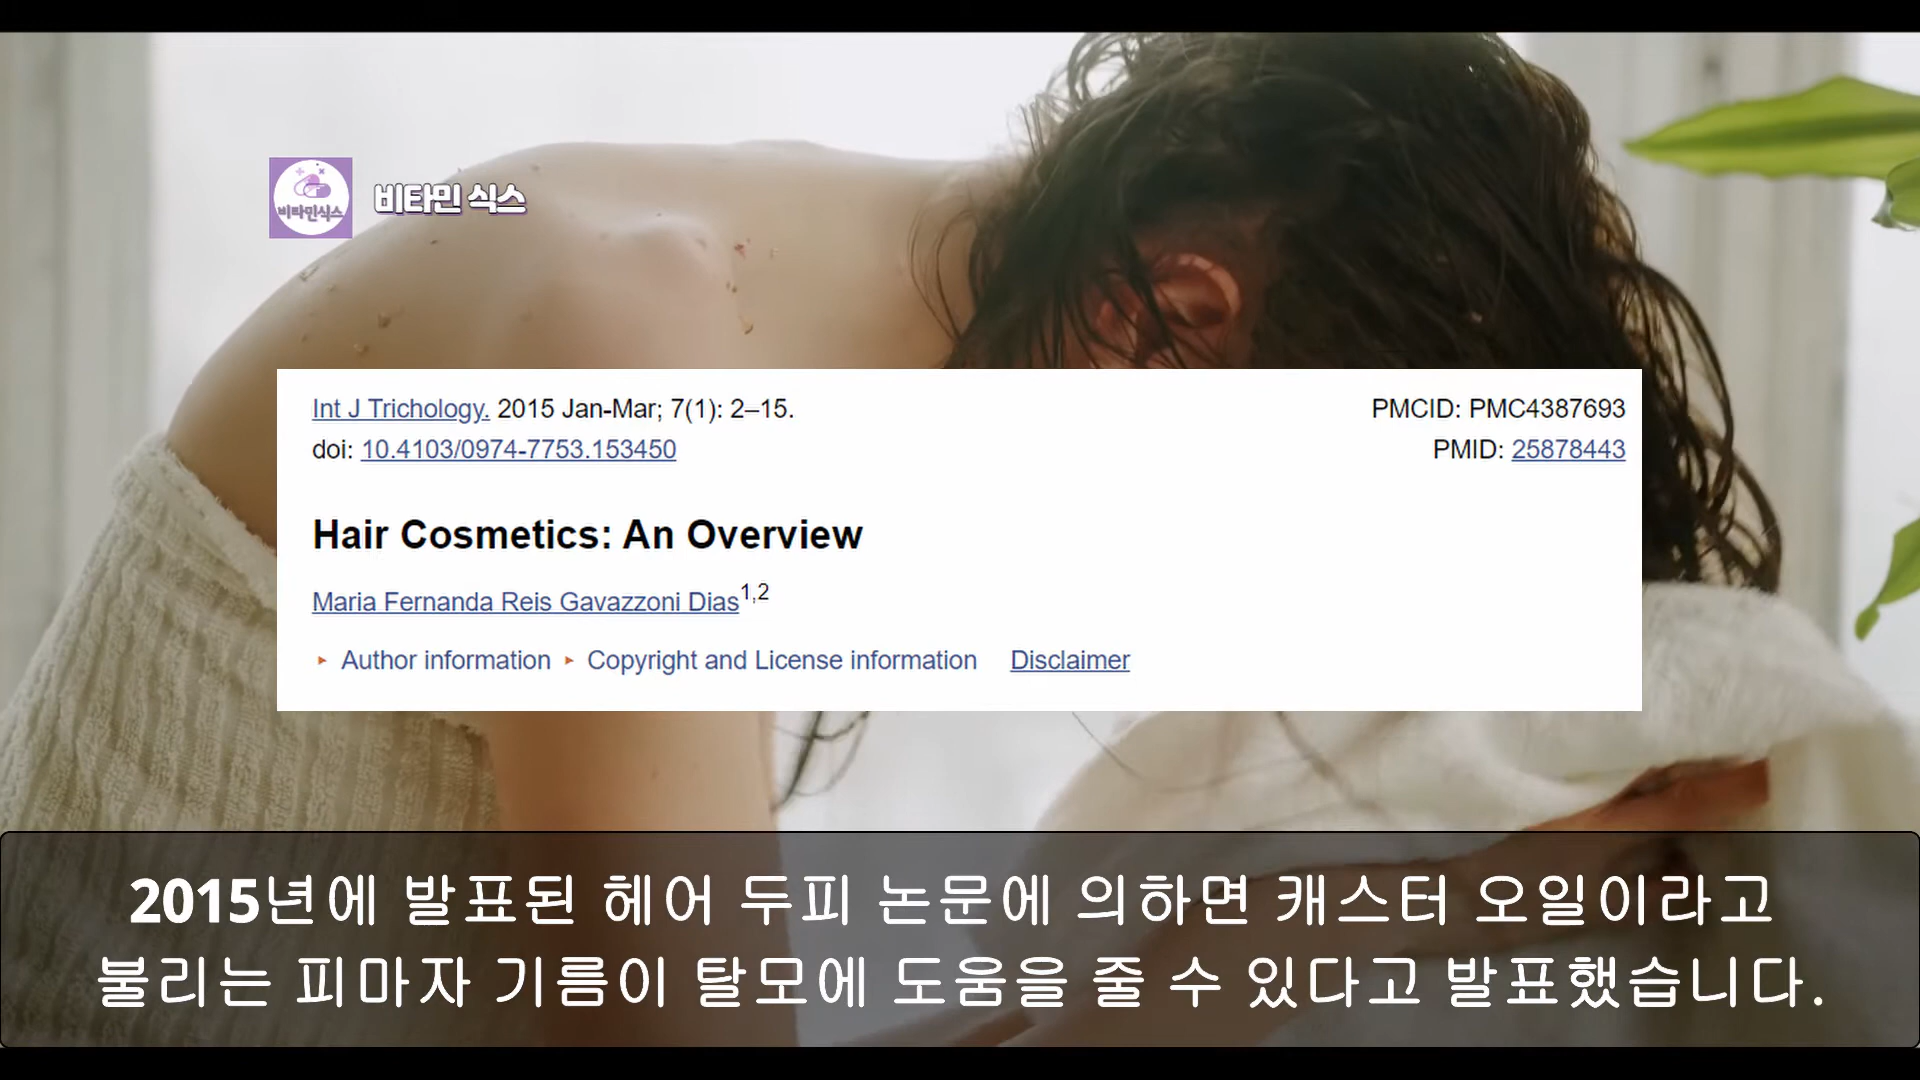 비타민식스
비타민 식스
Int J Trichology. 2015 Jan-Mar; 7(1): 2–15.
PMCID: PMC4387693
doi: 10.4103/0974-7753.153450
PMID: 25878443
Hair Cosmetics: An Overview
Maria Fernanda Reis Gavazzoni Dias1,2
Author information Copyright and License information Disclaimer
2015년에 발표된 헤어 두피 논문에 의하면 캐스터 오일이라고
불리는 피마자 기름이 탈모에 도움을 줄 수 있다고 발표했습니다.